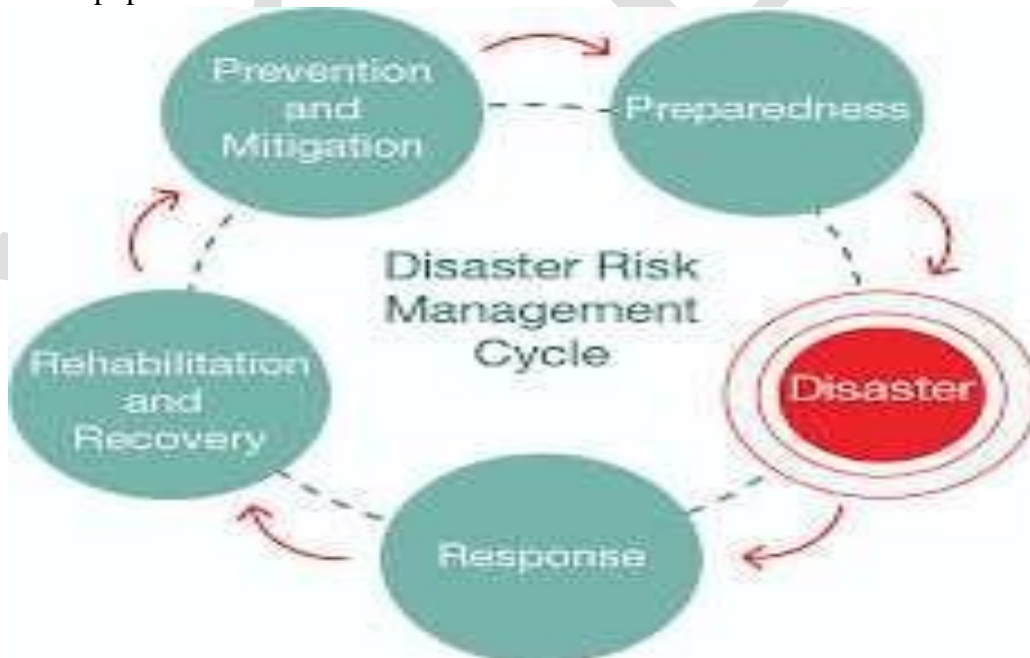 Prevention
and
Mitigation
Preparedness
Disaster Risk
Management
Cycle
Disaster
Response
Rehabilitation
and
Recovery